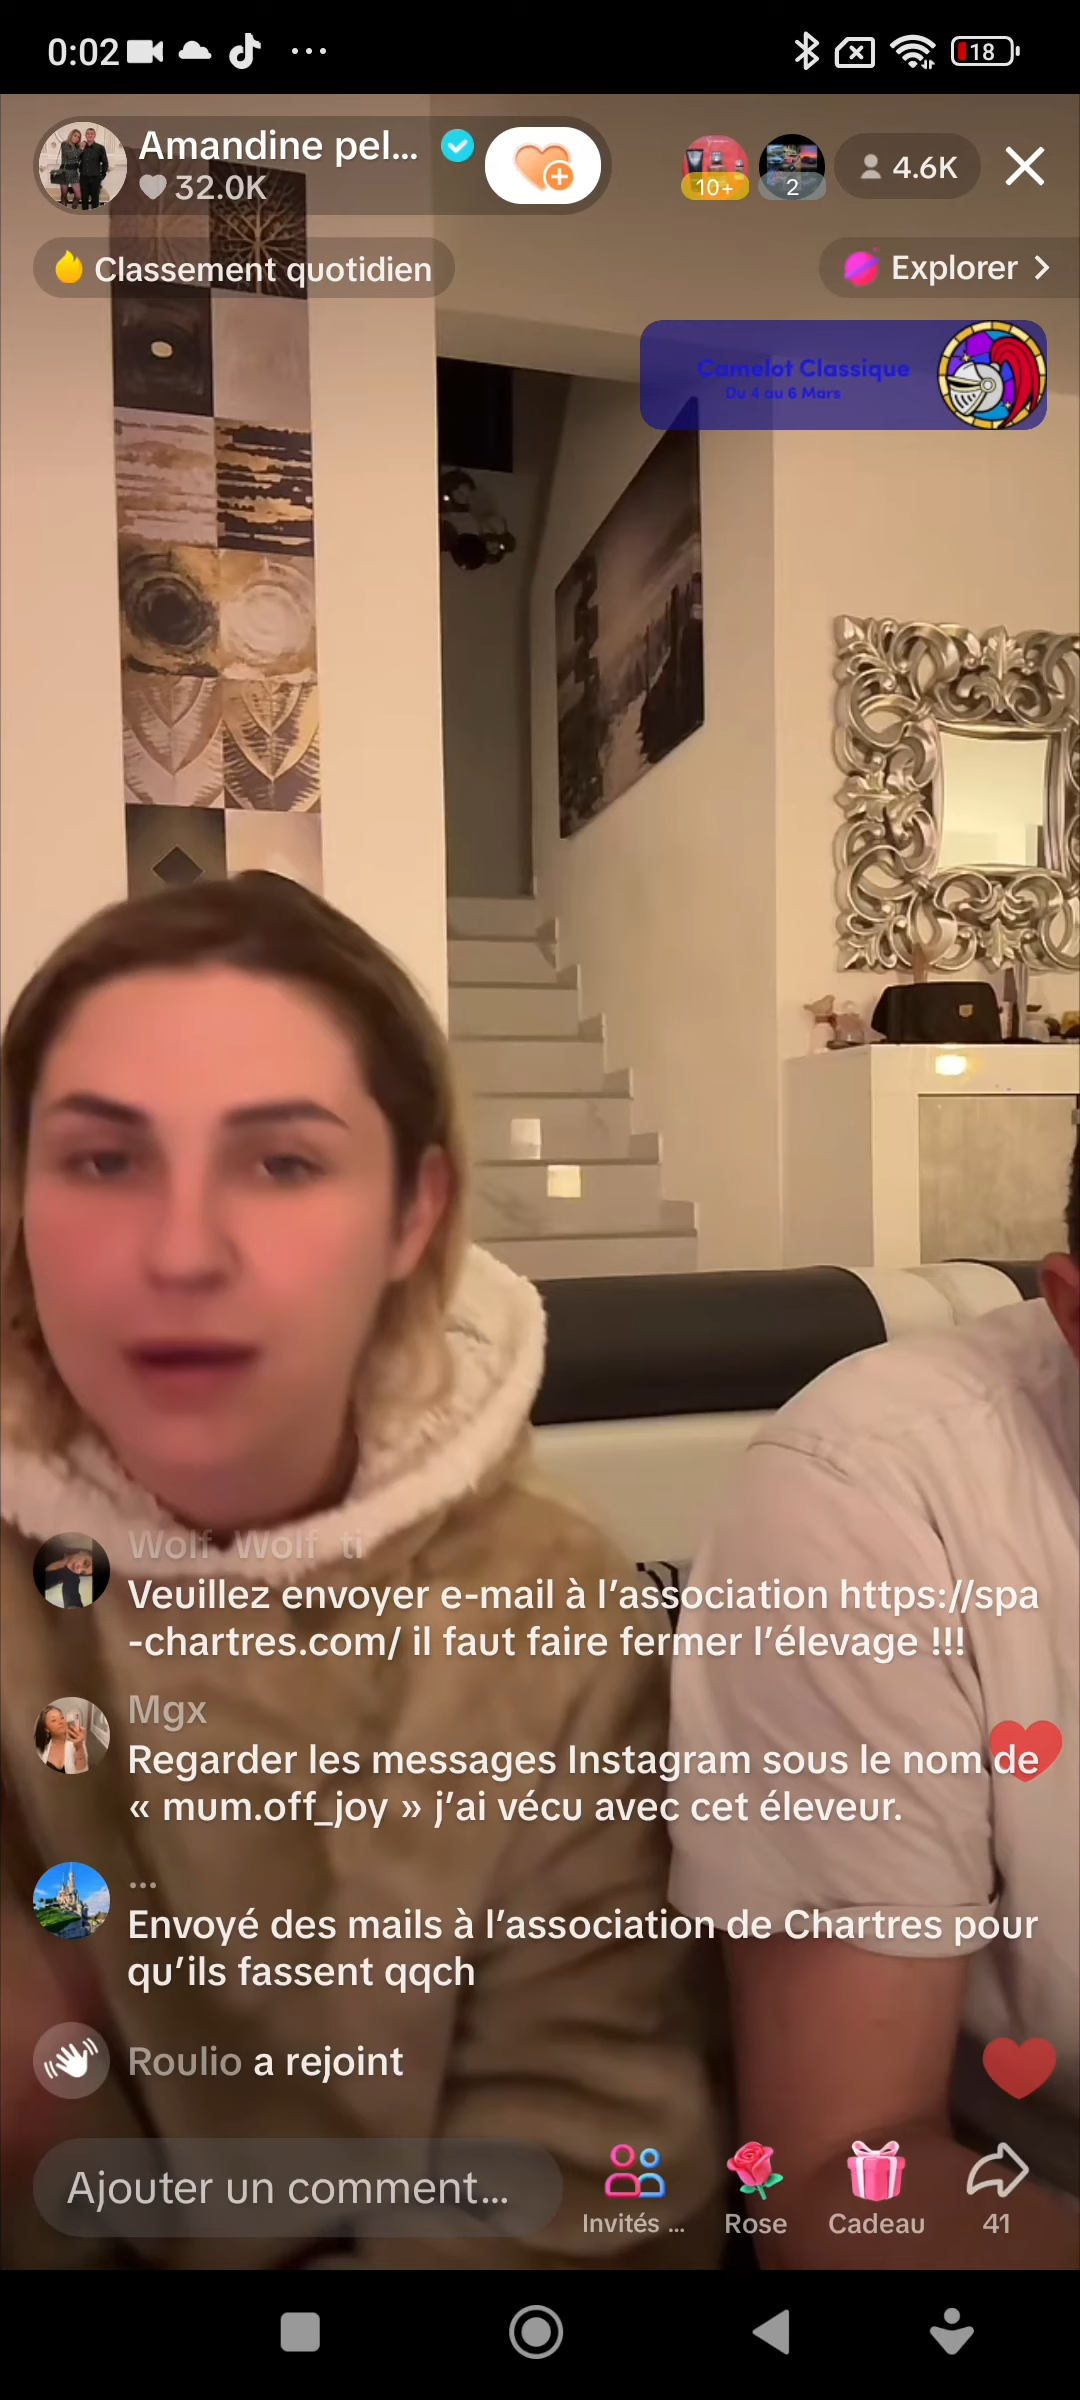 0:02
18
Amandine pel...
32.0K
10+
2
4.6K
Classement quotidien
Explorer
Camelot Classique
Du 4 au 6 Mars
Wolf Wolf ti
Veuillez envoyer e-mail à l’association https://spa
-chartres.com/ il faut faire fermer l’élevage !!!
Mgx
Regarder les messages Instagram sous le nom de
« mum.off_joy » j’ai vécu avec cet éleveur.
...
Envoyé des mails à l’association de Chartres pour
qu’ils fassent qqch
Roulio a rejoint
Ajouter un comment...
Invités ...
Rose
Cadeau
41